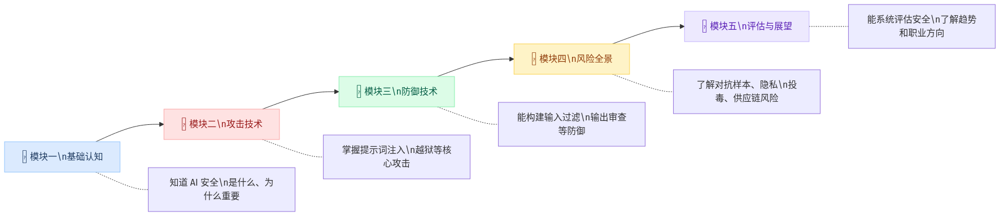 模块一\n基础认知
知道 AI 安全\n是什么、为
什么重要
模块二\n攻击技术
掌握提示词注入\n越狱等核
心攻击
模块三\n防御技术
能构建输入过滤\n输出审查
等防御
模块四\n风险全景
了解对抗样本、隐私\n投
毒、供应链风险
模块五\n评估与展望
能系统评估安全\n了解趋势
和职业方向